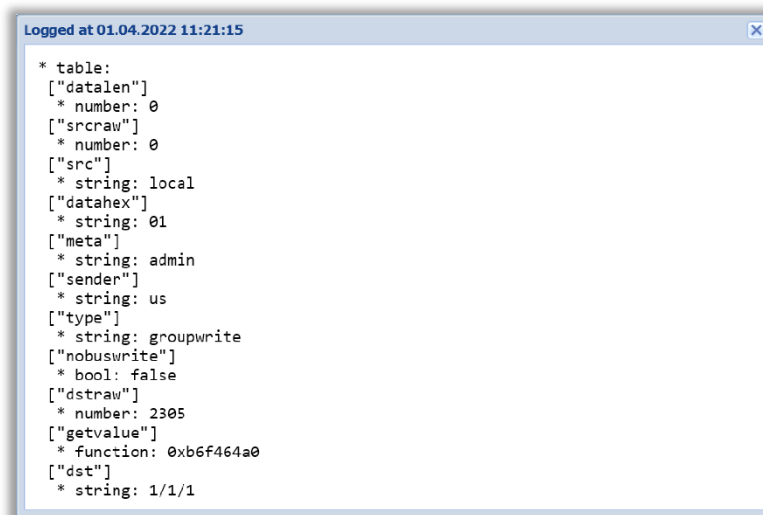 Logged at 01.04.2022 11:21:15
* table:
["datalen"]
* number: 0
["srcraw"]
* number: 0
["src"]
* string: local
["datahex"]
* string: 01
["meta"]
* string: admin
["sender"]
* string: us
["type"]
* string: groupwrite
["nobuswrite"]
* bool: false
["dstraw"]
* number: 2305
["getvalue"]
* function: 0xb6f464a0
["dst"]
* string: 1/1/1